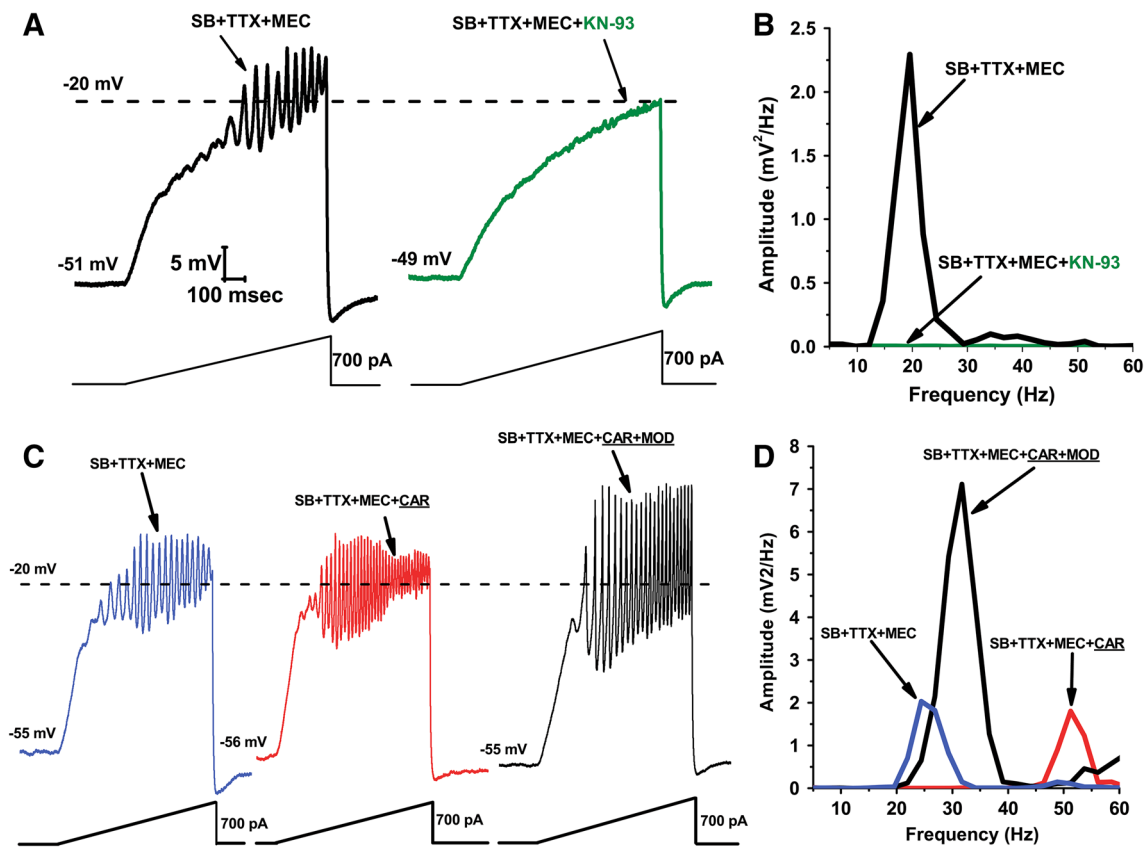 A
SB+TTX+MEC
SB+TTX+MEC+KN-93
-20 mV
-51 mV
5 mV
100 msec
-49 mV
700 pA
700 pA
B
Amplitude (mV²/Hz)
2.5
2.0
1.5
1.0
0.5
0.0
SB+TTX+MEC
SB+TTX+MEC+KN-93
10 20 30 40 50 60
Frequency (Hz)
C
SB+TTX+MEC
SB+TTX+MEC+CAR
SB+TTX+MEC+CAR+MOD
-20 mV
-55 mV
-56 mV
-55 mV
700 pA
700 pA
700 pA
D
Amplitude (mV2/Hz)
8
7
6
5
4
3
2
1
0
SB+TTX+MEC+CAR+MOD
SB+TTX+MEC
SB+TTX+MEC+CAR
10 20 30 40 50 60
Frequency (Hz)